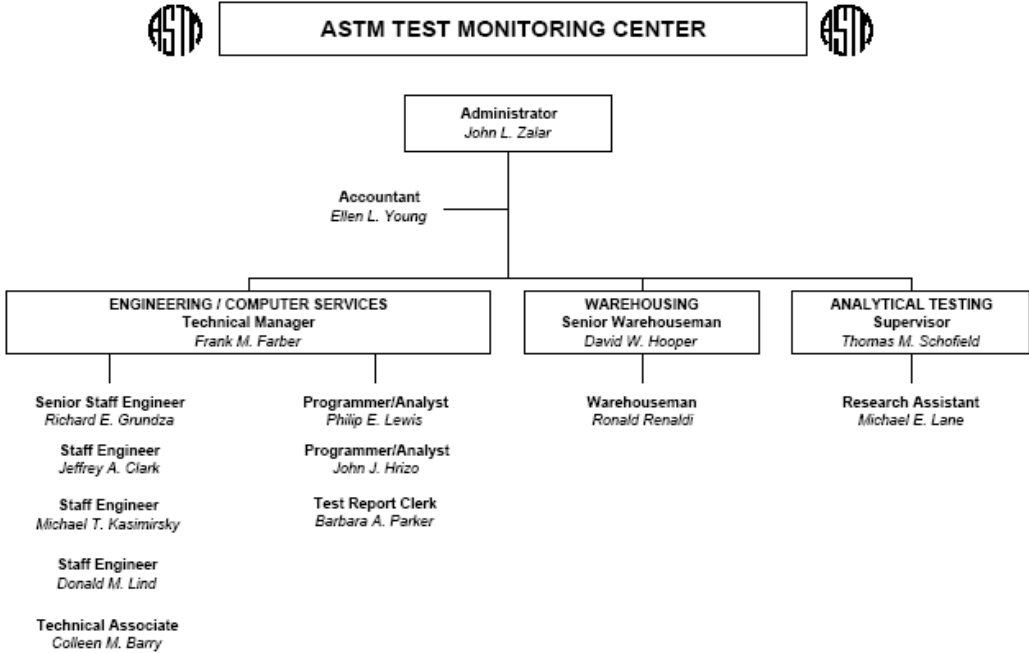 ASTM
ASTM TEST MONITORING CENTER
ASTM
Administrator
John L. Zalar
Accountant
Ellen L. Young
ENGINEERING / COMPUTER SERVICES
Technical Manager
Frank M. Farber
WAREHOUSING
Senior Warehouseman
David W. Hooper
ANALYTICAL TESTING
Supervisor
Thomas M. Schofield
Senior Staff Engineer
Richard E. Grundza
Staff Engineer
Jeffrey A. Clark
Staff Engineer
Michael T. Kasimirsky
Staff Engineer
Donald M. Lind
Technical Associate
Colleen M. Barry
Programmer/Analyst
Philip E. Lewis
Programmer/Analyst
John J. Hrizo
Test Report Clerk
Barbara A. Parker
Warehouseman
Ronald Renaldi
Research Assistant
Michael E. Lane